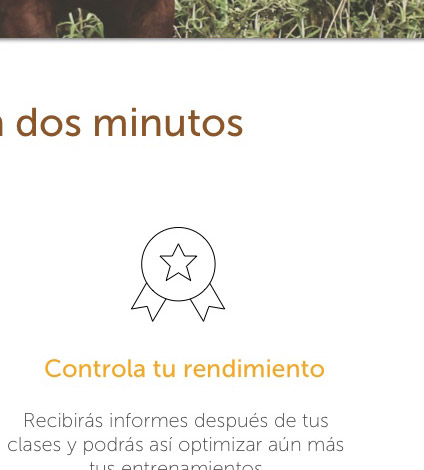 dos minutos
Controla tu rendimiento
Recibirás informes después de tus
clases y podrás así optimizar aún más
tus entrenamientos